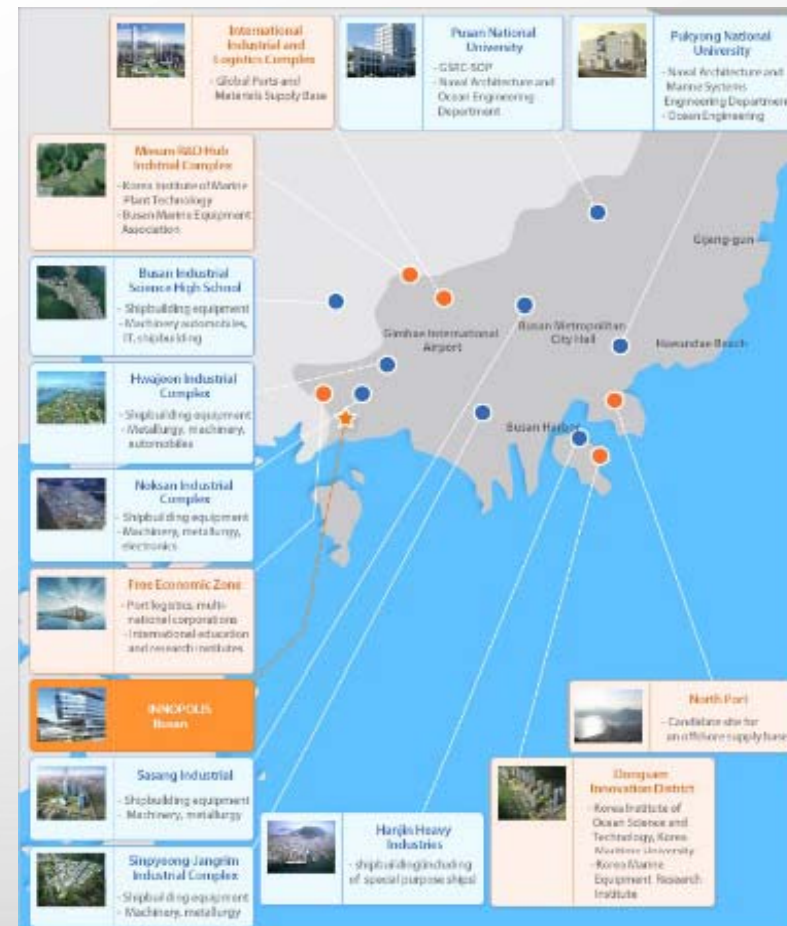 International
Industrial and
Logistics Complex
- Global Parts and
Materials Supply Base
Pusan National
University
- GSRC-SOP
- Naval Architecture and
Ocean Engineering
Department
Pukyong National
University
- Naval Architecture and
Marine Systems
Engineering Department
- Ocean Engineering
R&D Hub
Complex
- Korea Institute of Marine
Plant Technology
- Busan Marine Equipment
Association
Busan Industrial
Science High School
- Shipbuilding equipment
- Machinery automobiles,
IT, shipbuilding
Hwajeon Industrial
Complex
- Shipbuilding equipment
- Metallurgy, machinery,
automobiles
Noksan Industrial
Complex
- Shipbuilding equipment
- Machinery, metallurgy,
electronics
Free Economic Zone
- Port logistics, multi-
national corporations
- International education
and research institutes
INNOPOLIS
Busan
Sasang Industrial
- Shipbuilding equipment
- Machinery, metallurgy
Sinpyeong Jangrim
Industrial Complex
- Shipbuilding equipment
- Machinery, metallurgy
Gijang-gun
Gimhae International
Airport
Busan Metropolitan
City Hall
Haeundae Beach
Busan Harbor
North Port
- Candidate site for
an offshore supply base
Hanjin Heavy
Industries
- shipbuilding(including
of special purpose ships)
Dongsam
Innovation District
- Korea Institute of
Ocean Science and
Technology, Korea
Maritime University
- Korea Marine
Equipment Research
Institute